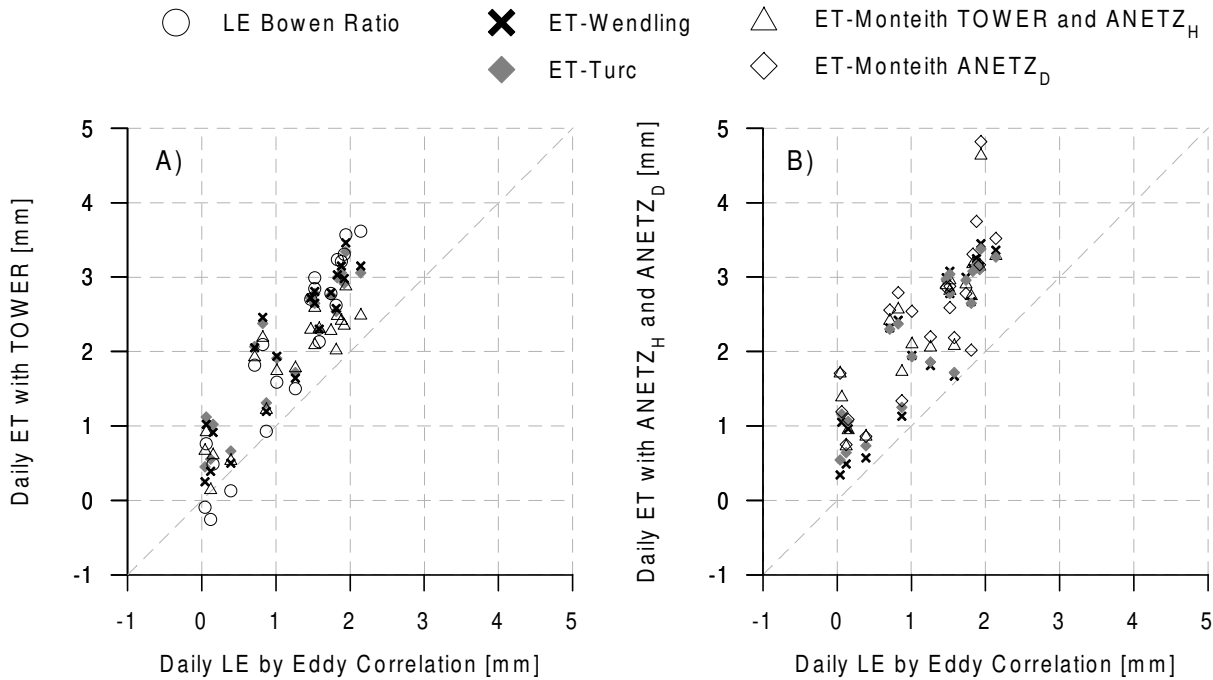 LE Bowen Ratio
ET-Wendling
ET-Monteith TOWER and ANETZ_H
ET-Turc
ET-Monteith ANETZ_D
Daily ET with TOWER [mm]
A)
5
4
3
2
1
0
-1
-1 0 1 2 3 4 5
Daily LE by Eddy Correlation [mm]
Daily ET with ANETZ_H and ANETZ_D [mm]
B)
5
4
3
2
1
0
-1
-1 0 1 2 3 4 5
Daily LE by Eddy Correlation [mm]